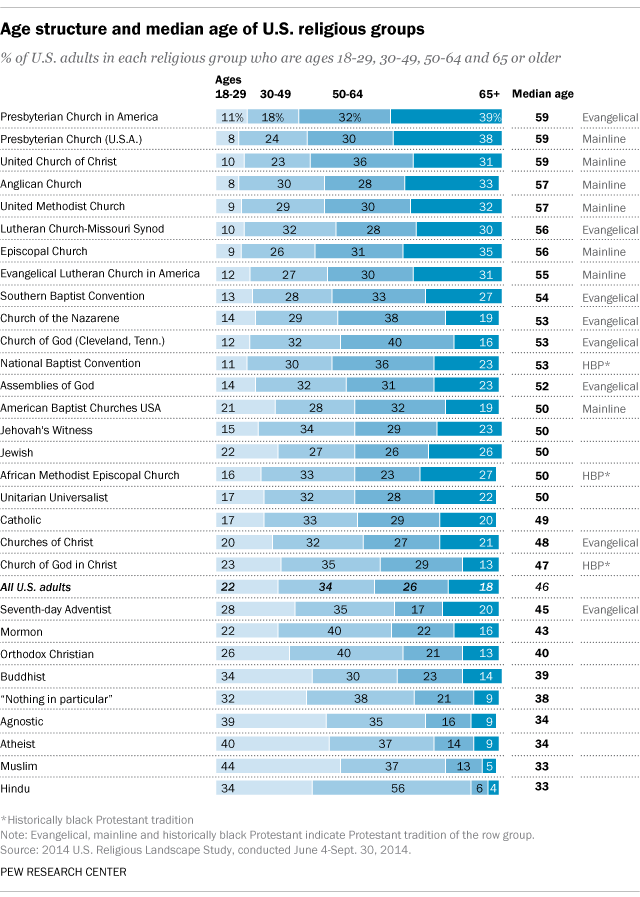 Age structure and median age of U.S. religious groups
% of U.S. adults in each religious group who are ages 18-29, 30-49, 50-64 and 65 or older
Ages
18-29 30-49 50-64 65+ Median age
Presbyterian Church in America 11% 18% 32% 39% 59 Evangelical
Presbyterian Church (U.S.A.) 8 24 30 38 59 Mainline
United Church of Christ 10 23 36 31 59 Mainline
Anglican Church 8 30 28 33 57 Mainline
United Methodist Church 9 29 30 32 57 Mainline
Lutheran Church-Missouri Synod 10 32 28 30 56 Evangelical
Episcopal Church 9 26 31 35 56 Mainline
Evangelical Lutheran Church in America 12 27 30 31 55 Mainline
Southern Baptist Convention 13 28 33 27 54 Evangelical
Church of the Nazarene 14 29 38 19 53 Evangelical
Church of God (Cleveland, Tenn.) 12 32 40 16 53 Evangelical
National Baptist Convention 11 30 36 23 53 HBP*
Assemblies of God 14 32 31 23 52 Evangelical
American Baptist Churches USA 21 28 32 19 50 Mainline
Jehovah's Witness 15 34 29 23 50
Jewish 22 27 26 26 50
African Methodist Episcopal Church 16 33 23 27 50 HBP*
Unitarian Universalist 17 32 28 22 50
Catholic 17 33 29 20 49
Churches of Christ 20 32 27 21 48 Evangelical
Church of God in Christ 23 35 29 13 47 HBP*
All U.S. adults 22 34 26 18 46
Seventh-day Adventist 28 35 17 20 45 Evangelical
Mormon 22 40 22 16 43
Orthodox Christian 26 40 21 13 40
Buddhist 34 30 23 14 39
“Nothing in particular” 32 38 21 9 38
Agnostic 39 35 16 9 34
Atheist 40 37 14 9 34
Muslim 44 37 13 5 33
Hindu 34 56 6 4 33
*Historically black Protestant tradition
Note: Evangelical, mainline and historically black Protestant indicate Protestant tradition of the row group.
Source: 2014 U.S. Religious Landscape Study, conducted June 4-Sept. 30, 2014.
PEW RESEARCH CENTER